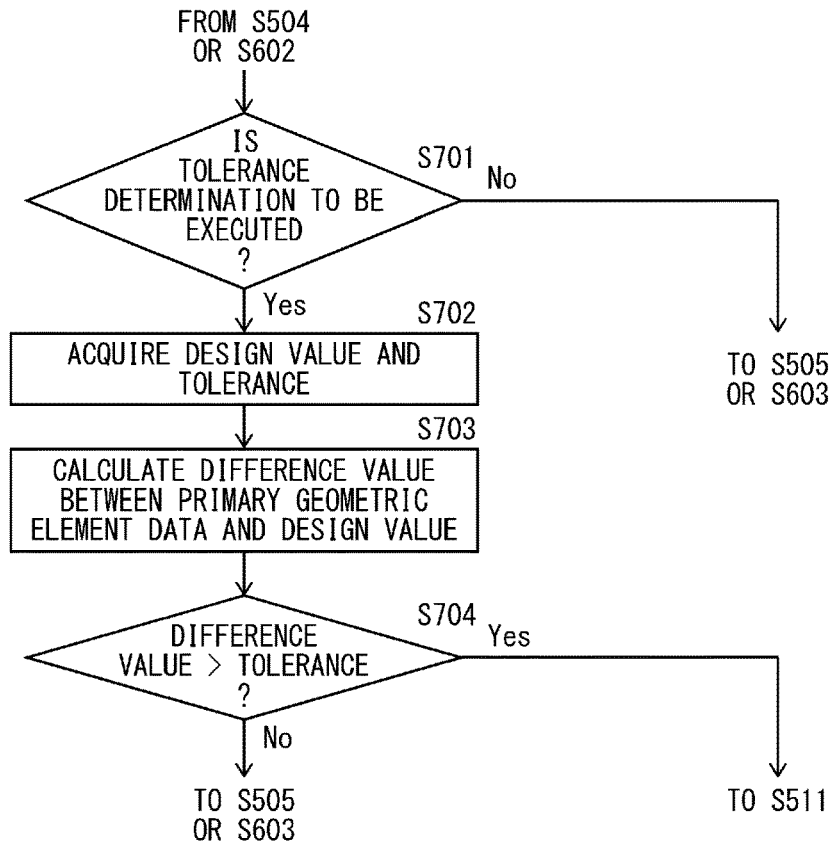 FROM S504
OR S602
IS
TOLERANCE
DETERMINATION TO BE
EXECUTED
?
S701
No
Yes
S702
ACQUIRE DESIGN VALUE AND
TOLERANCE
TO S505
OR S603
S703
CALCULATE DIFFERENCE VALUE
BETWEEN PRIMARY GEOMETRIC
ELEMENT DATA AND DESIGN VALUE
DIFFERENCE
VALUE > TOLERANCE
?
S704
Yes
No
TO S505
OR S603
TO S511